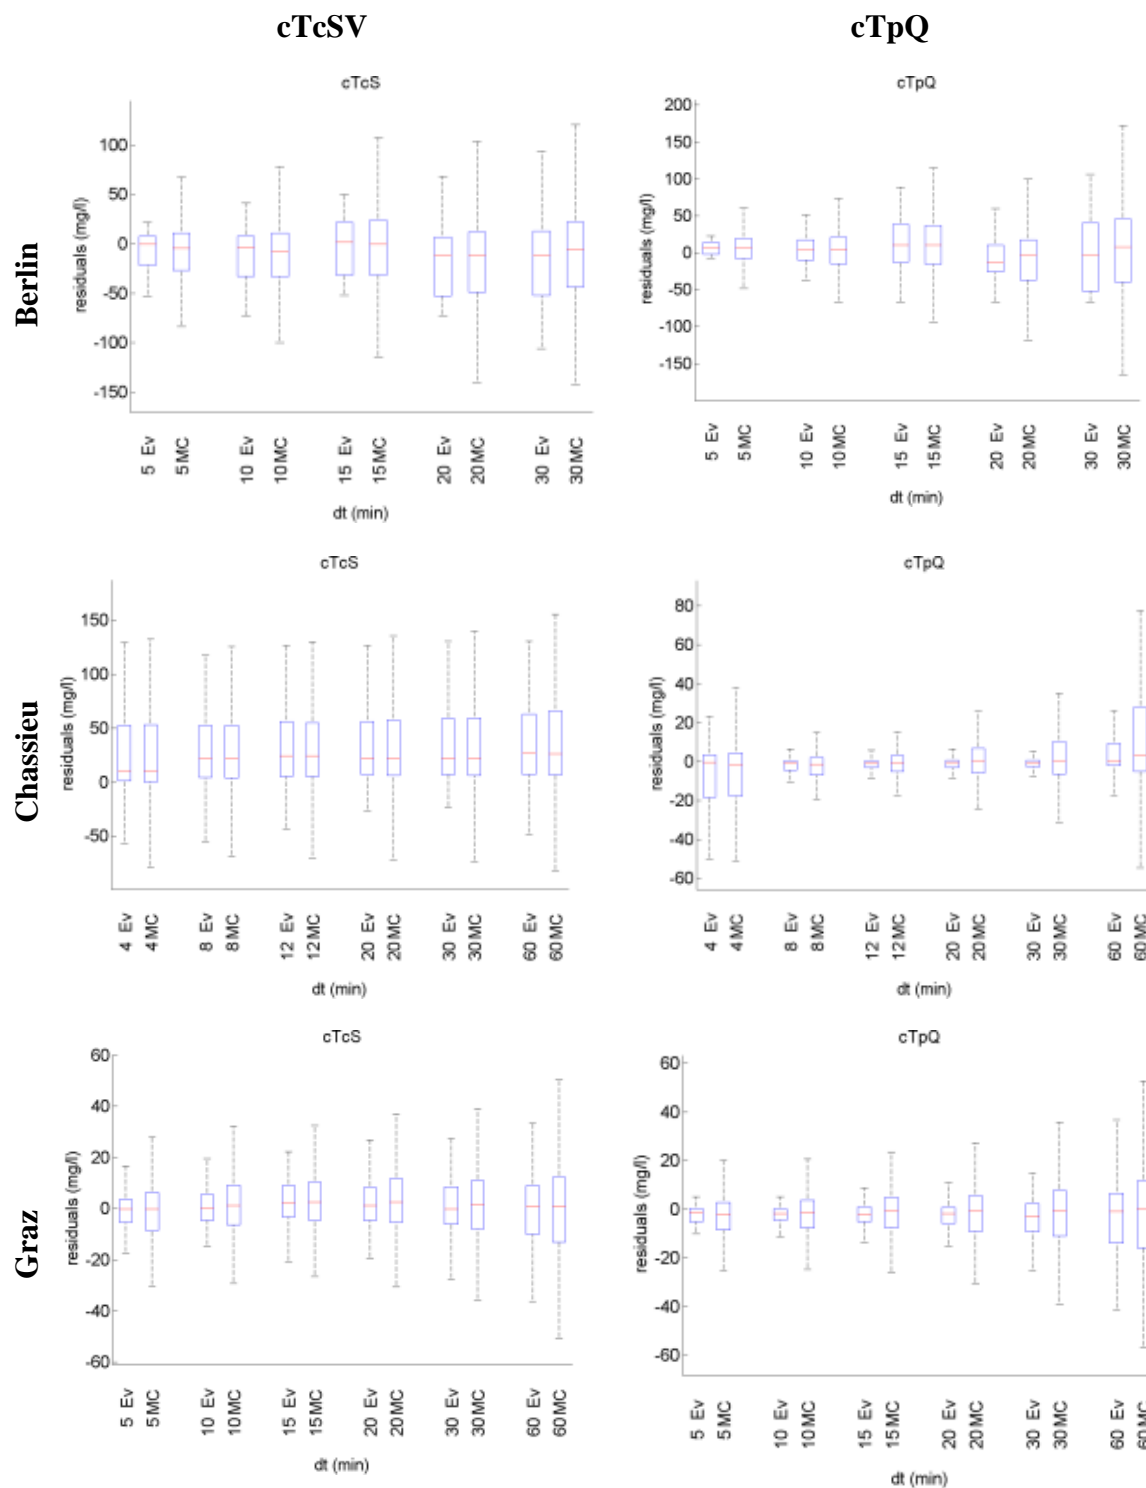 cTcSV cTpQ
Berlin
cTcS
residuals (mg/l)
100
50
0
-50
-100
-150
5 Ev
5 MC
10 Ev
10 MC
15 Ev
15 MC
20 Ev
20 MC
30 Ev
30 MC
dt (min)
cTpQ
residuals (mg/l)
200
150
100
50
0
-50
-100
-150
5 Ev
5 MC
10 Ev
10 MC
15 Ev
15 MC
20 Ev
20 MC
30 Ev
30 MC
dt (min)
Chassieu
cTcS
residuals (mg/l)
150
100
50
0
-50
4 Ev
4 MC
8 Ev
8 MC
12 Ev
12 MC
20 Ev
20 MC
30 Ev
30 MC
60 Ev
60 MC
dt (min)
cTpQ
residuals (mg/l)
80
60
40
20
0
-20
-40
-60
4 Ev
4 MC
8 Ev
8 MC
12 Ev
12 MC
20 Ev
20 MC
30 Ev
30 MC
60 Ev
60 MC
dt (min)
Graz
cTcS
residuals (mg/l)
60
40
20
0
-20
-40
-60
5 Ev
5 MC
10 Ev
10 MC
15 Ev
15 MC
20 Ev
20 MC
30 Ev
30 MC
60 Ev
60 MC
dt (min)
cTpQ
residuals (mg/l)
60
40
20
0
-20
-40
-60
5 Ev
5 MC
10 Ev
10 MC
15 Ev
15 MC
20 Ev
20 MC
30 Ev
30 MC
60 Ev
60 MC
dt (min)